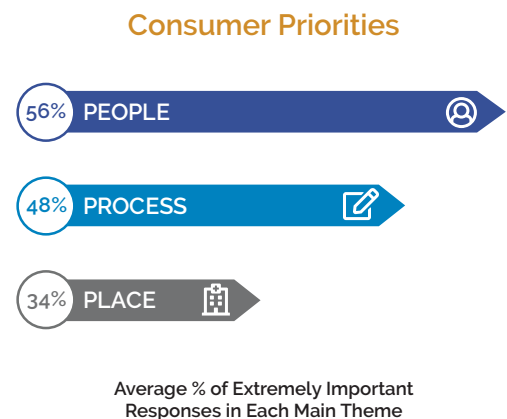 Consumer Priorities
56% PEOPLE
48% PROCESS
34% PLACE
Average % of Extremely Important
Responses in Each Main Theme